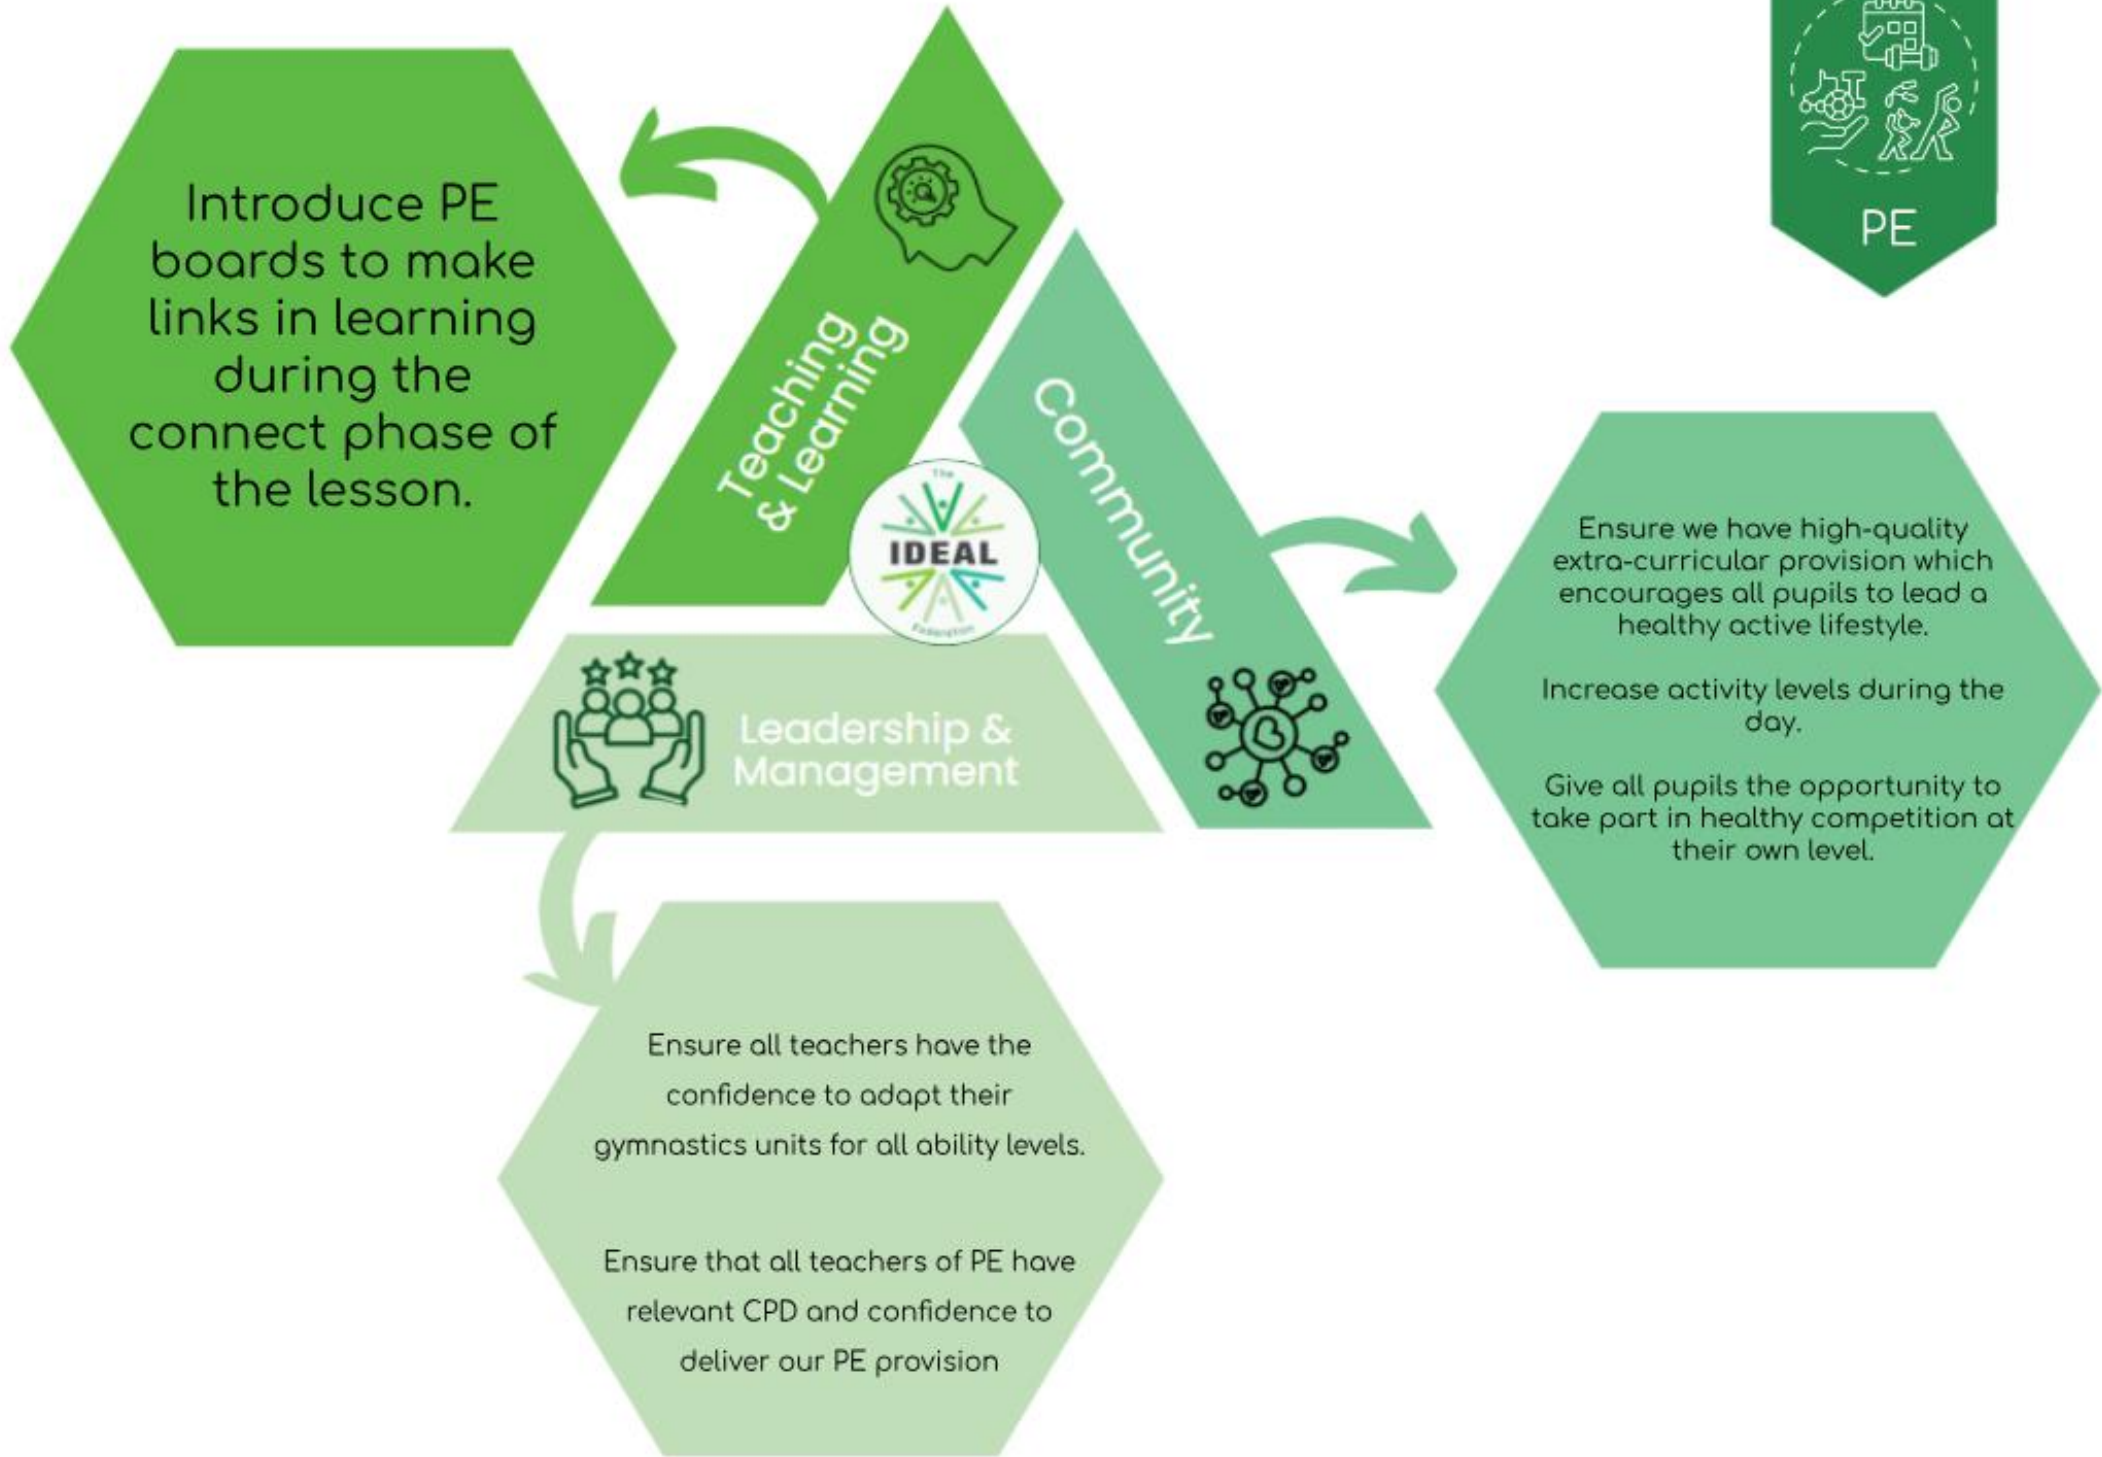 Introduce PE
boards to make
links in learning
during the
connect phase of
the lesson.
Teaching
& Learning
The
IDEAL
Federation
Community
Leadership &
Management
PE
Ensure we have high-quality
extra-curricular provision which
encourages all pupils to lead a
healthy active lifestyle.
Increase activity levels during the
day.
Give all pupils the opportunity to
take part in healthy competition at
their own level.
Ensure all teachers have the
confidence to adapt their
gymnastics units for all ability levels.
Ensure that all teachers of PE have
relevant CPD and confidence to
deliver our PE provision